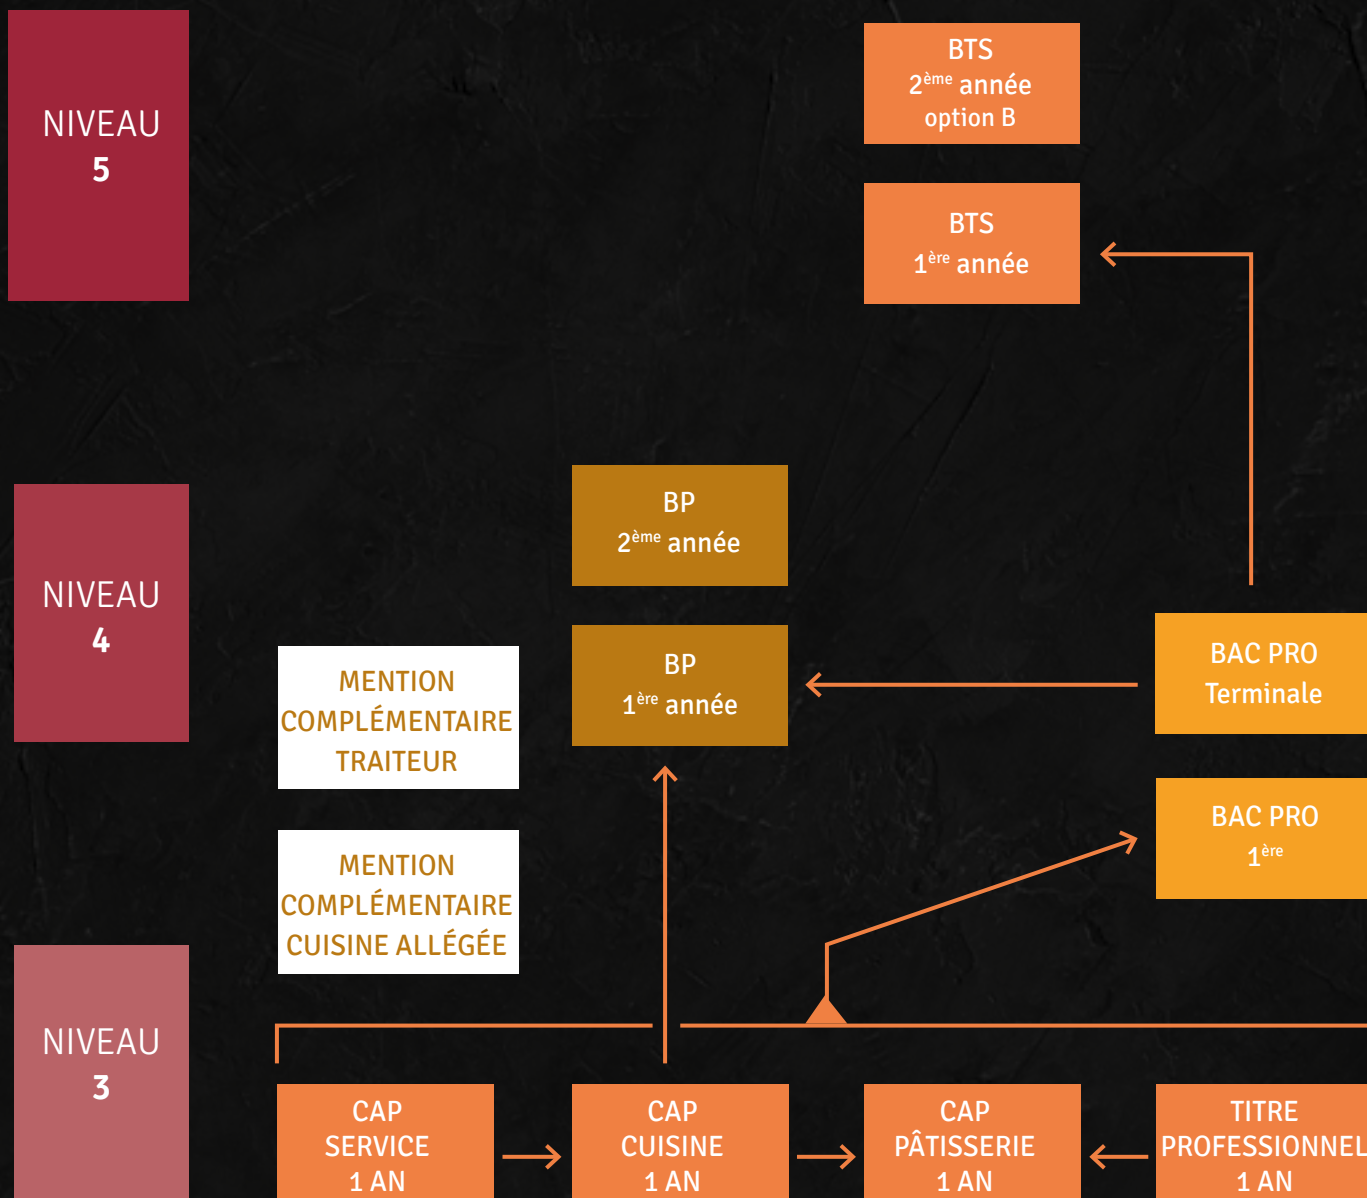 NIVEAU
5
BTS
2ème année
option B
BTS
1ère année
NIVEAU
4
BP
2ème année
BP
1ère année
MENTION
COMPLÉMENTAIRE
TRAITEUR
BAC PRO
Terminale
BAC PRO
1ère
MENTION
COMPLÉMENTAIRE
CUISINE ALLÉGÉE
NIVEAU
3
CAP
SERVICE
1 AN
CAP
CUISINE
1 AN
CAP
PÂTISSERIE
1 AN
TITRE
PROFESSIONNEL
1 AN